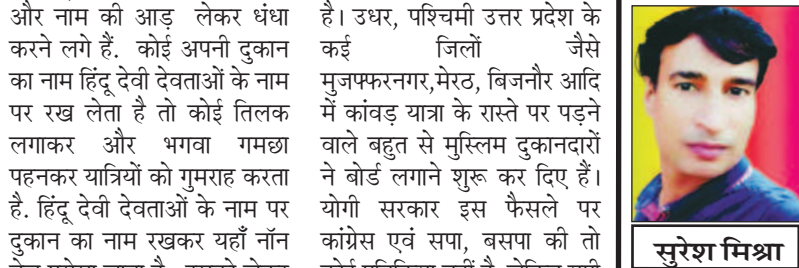 और नाम की आड़ लेकर धंधा
करने लगे हैं. कोई अपनी दुकान
का नाम हिंदू देवी देवताओं के नाम
पर रख लेता है तो कोई तिलक
लगाकर और भगवा गमछा
पहनकर यात्रियों को गुमराह करता
है. हिंदू देवी देवताओं के नाम पर
दुकान का नाम रखकर यहाँ नॉन
है। उधर, पश्चिमी उत्तर प्रदेश के
कई जिलों जैसे
मुजफ्फरनगर,मेरठ, बिजनौर आदि
में कांवड़ यात्रा के रास्ते पर पड़ने
वाले बहुत से मुस्लिम दुकानदारों
ने बोर्ड लगाने शुरू कर दिए हैं।
योगी सरकार इस फैसले पर
कांग्रेस एवं सपा, बसपा की तो
सुरेश मिश्रा